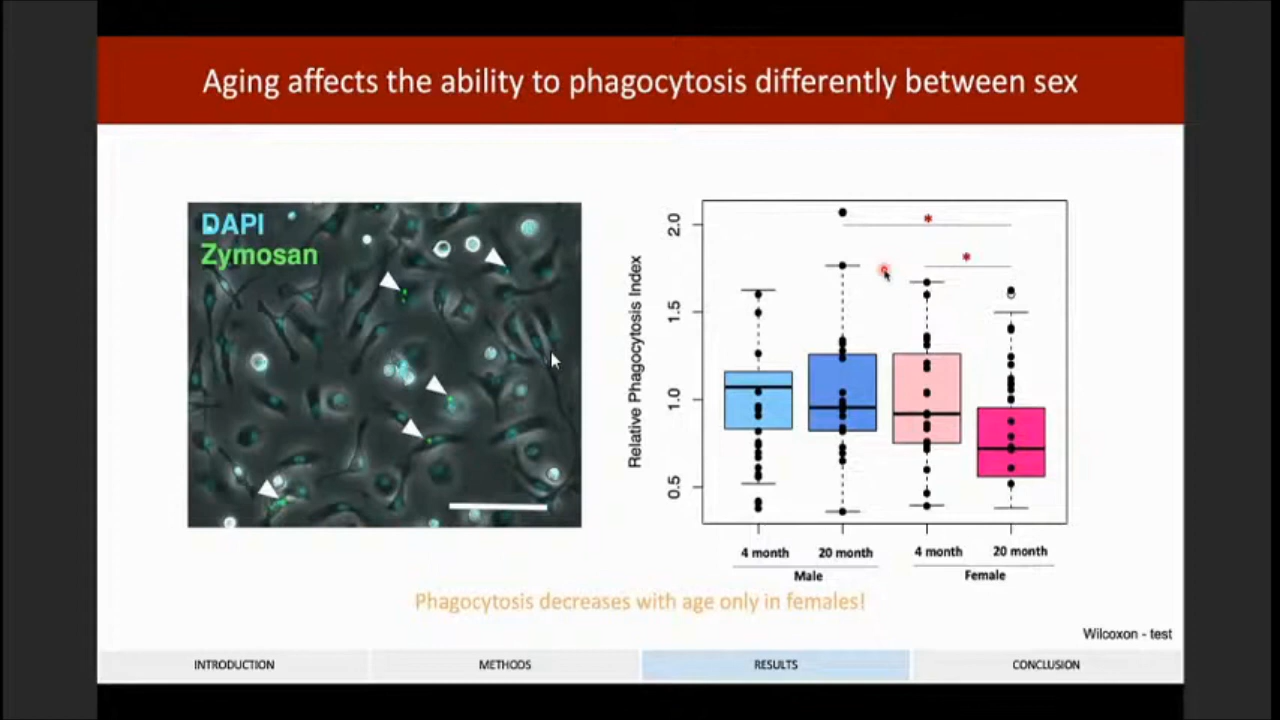 Aging affects the ability to phagocytosis differently between sex
DAPI
Zymosan
Relative Phagocytosis Index
2.0
1.5
1.0
0.5
*
*
4 month
20 month
4 month
20 month
Male
Female
Phagocytosis decreases with age only in females!
Wilcoxon - test
INTRODUCTION
METHODS
RESULTS
CONCLUSION